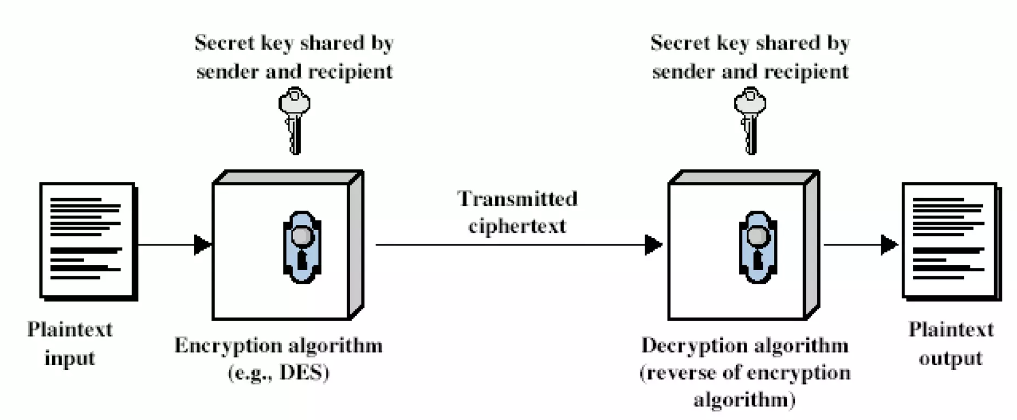 Secret key shared by
sender and recipient
Secret key shared by
sender and recipient
Transmitted
ciphertext
Plaintext
input
Encryption algorithm
(e.g., DES)
Decryption algorithm
(reverse of encryption
algorithm)
Plaintext
output